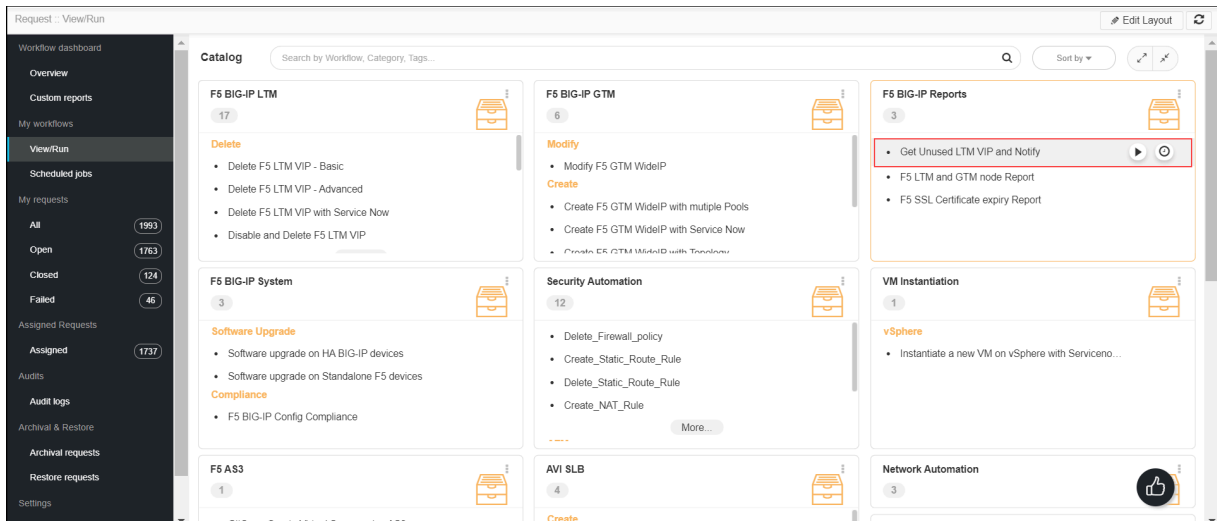 Request :: View/Run
Edit Layout
Workflow dashboard
Overview
Custom reports
My workflows
View/Run
Scheduled jobs
My requests
All 1993
Open 1763
Closed 124
Failed 46
Assigned Requests
Assigned 1737
Audits
Audit logs
Archival & Restore
Archival requests
Restore requests
Settings
Catalog
Search by Workflow, Category, Tags...
Sort by
F5 BIG-IP LTM
17
Delete
Delete F5 LTM VIP - Basic
Delete F5 LTM VIP - Advanced
Delete F5 LTM VIP with Service Now
Disable and Delete F5 LTM VIP
F5 BIG-IP GTM
6
Modify
Modify F5 GTM WideIP
Create
Create F5 GTM WideIP with mutiple Pools
Create F5 GTM WideIP with Service Now
Create F5 GTM WideIP with Topology
F5 BIG-IP Reports
3
Get Unused LTM VIP and Notify
F5 LTM and GTM node Report
F5 SSL Certificate expiry Report
F5 BIG-IP System
3
Software Upgrade
Software upgrade on HA BIG-IP devices
Software upgrade on Standalone F5 devices
Compliance
F5 BIG-IP Config Compliance
Security Automation
12
Delete_Firewall_policy
Create_Static_Route_Rule
Delete_Static_Route_Rule
Create_NAT_Rule
More...
VM Instantiation
1
vSphere
Instantiate a new VM on vSphere with Serviceno...
F5 AS3
1
AVI SLB
4
Create
Network Automation
3